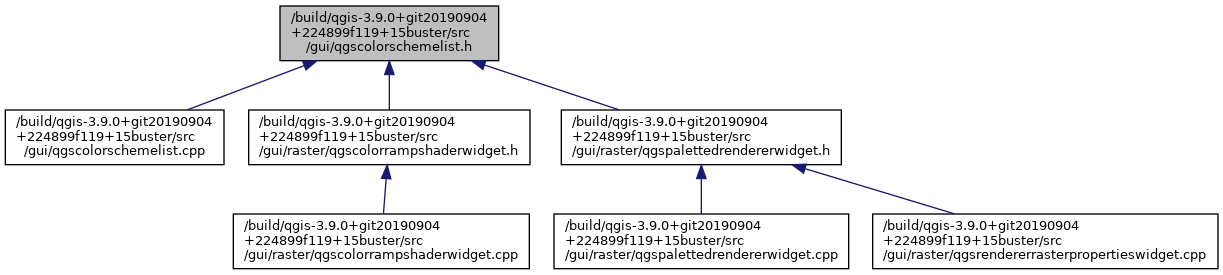 /build/qgis-3.9.0+git20190904
+224899f119+15buster/src
/gui/qgscolorschemelist.h
/build/qgis-3.9.0+git20190904
+224899f119+15buster/src
/gui/qgscolorschemelist.cpp
/build/qgis-3.9.0+git20190904
+224899f119+15buster/src
/gui/raster/qgscolorrampshaderwidget.h
/build/qgis-3.9.0+git20190904
+224899f119+15buster/src
/gui/raster/qgspalettedrendererwidget.h
/build/qgis-3.9.0+git20190904
+224899f119+15buster/src
/gui/raster/qgscolorrampshaderwidget.cpp
/build/qgis-3.9.0+git20190904
+224899f119+15buster/src
/gui/raster/qgspalettedrendererwidget.cpp
/build/qgis-3.9.0+git20190904
+224899f119+15buster/src
/gui/raster/qgsrendererrasterpropertieswidget.cpp